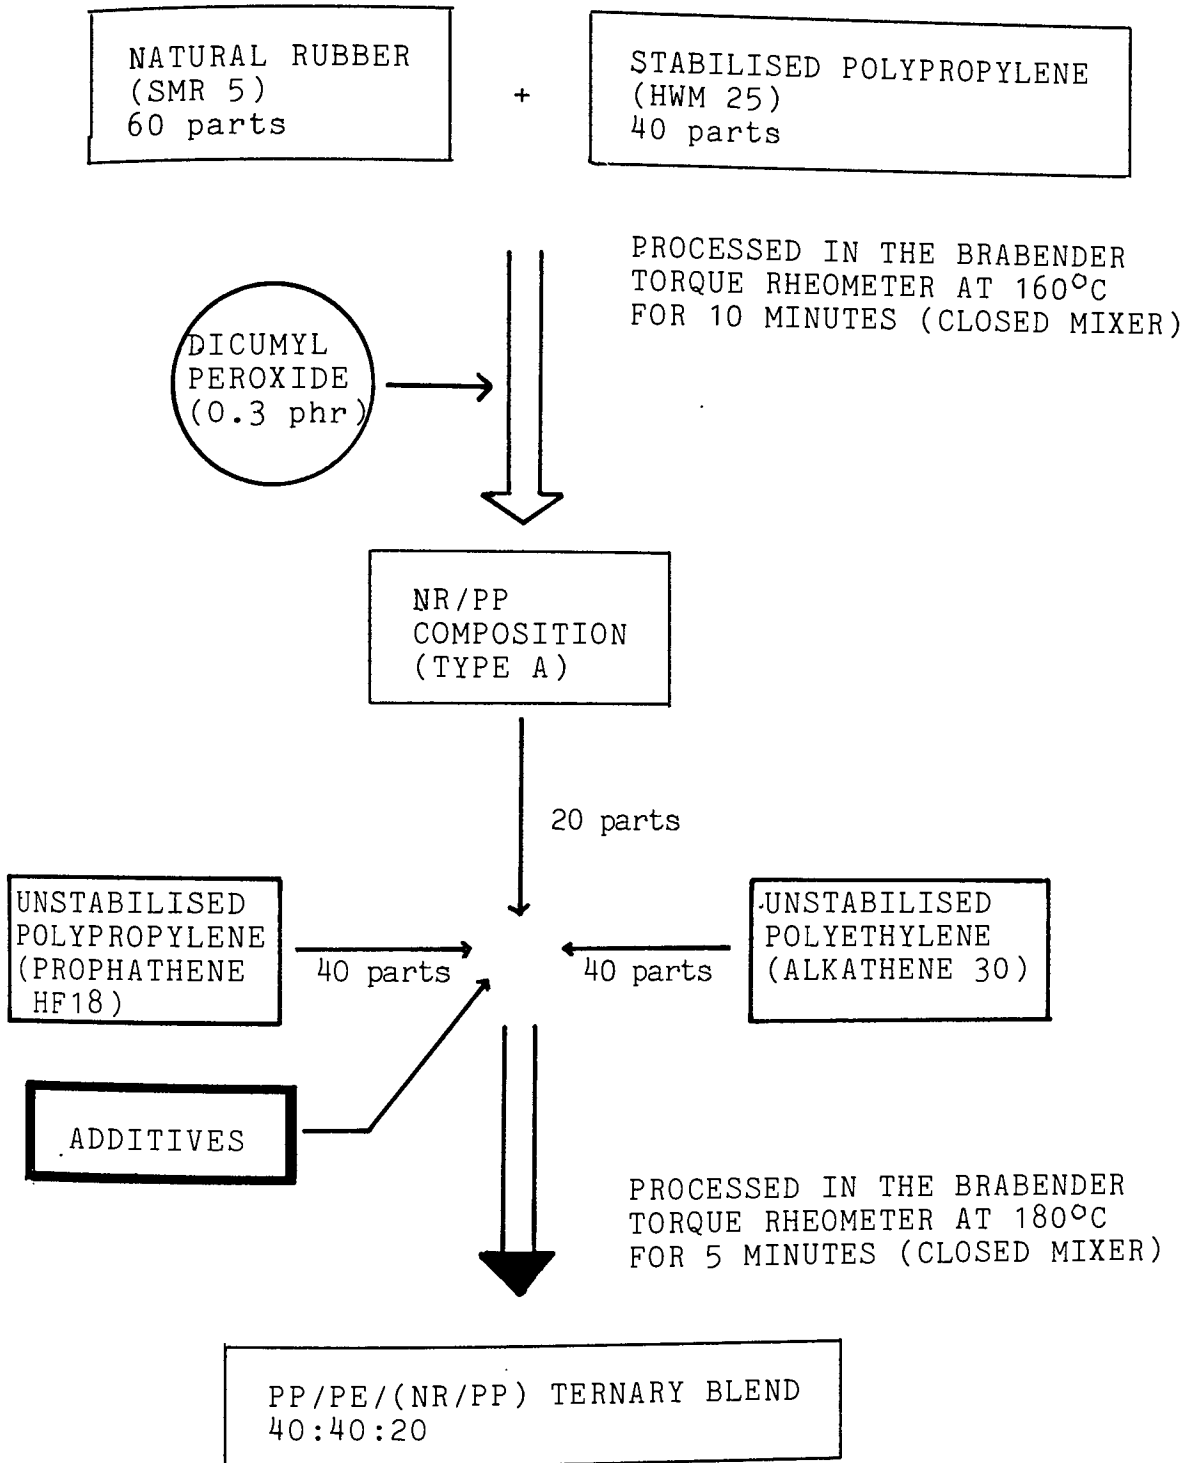 NATURAL RUBBER
(SMR 5)
60 parts
+
STABILISED POLYPROPYLENE
(HWM 25)
40 parts
PROCESSED IN THE BRABENDER
TORQUE RHEOMETER AT 160°C
FOR 10 MINUTES (CLOSED MIXER)
DICUMYL
PEROXIDE
(0.3 phr)
NR/PP
COMPOSITION
(TYPE A)
20 parts
UNSTABILISED
POLYPROPYLENE
(PROPHATHENE
HF18)
40 parts
40 parts
UNSTABILISED
POLYETHYLENE
(ALKATHENE 30)
ADDITIVES
PROCESSED IN THE BRABENDER
TORQUE RHEOMETER AT 180°C
FOR 5 MINUTES (CLOSED MIXER)
PP/PE/(NR/PP) TERNARY BLEND
40:40:20